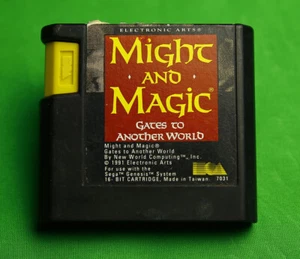 ELECTRONIC ARTS®
MIGHT
AND
MAGIC®
GATES TO
ANOTHER WORLD
Might and Magic®
Gates to Another World
By New World Computing™, Inc.
© 1991 Electronic Arts
For use with the
Sega™ Genesis™ System
16-BIT CARTRIDGE, Made in Taiwan 7031